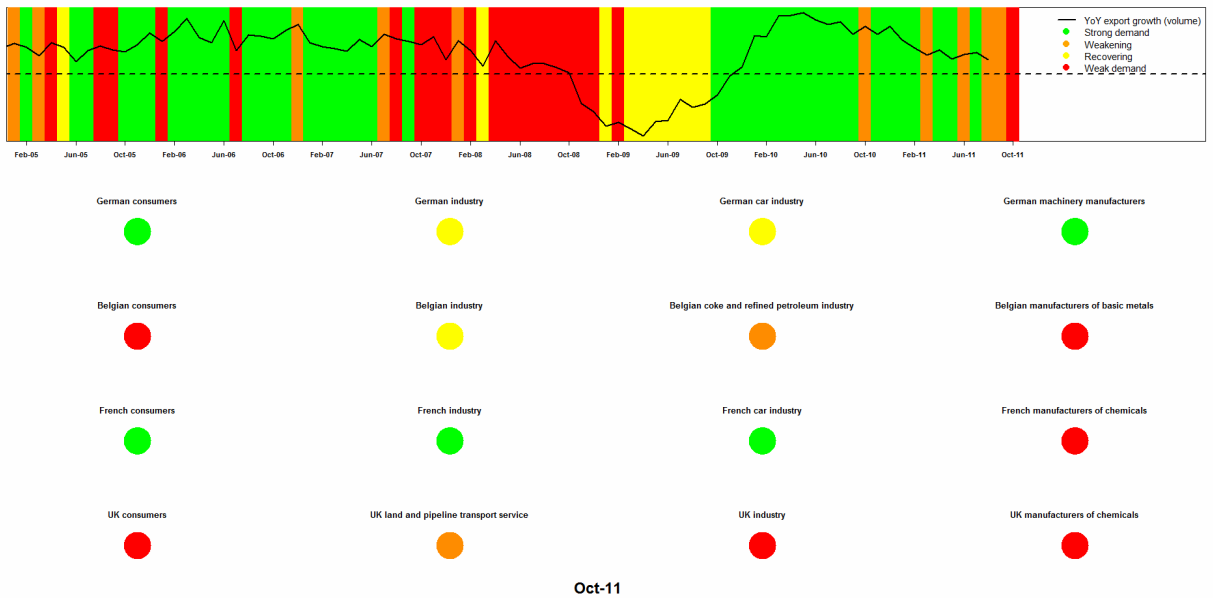 YoY export growth (volume)
Strong demand
Weakening
Recovering
Weak demand
Feb-05 Jun-05 Oct-05 Feb-06 Jun-06 Oct-06 Feb-07 Jun-07 Oct-07 Feb-08 Jun-08 Oct-08 Feb-09 Jun-09 Oct-09 Feb-10 Jun-10 Oct-10 Feb-11 Jun-11 Oct-11
German consumers German industry German car industry German machinery manufacturers
Belgian consumers Belgian industry Belgian coke and refined petroleum industry Belgian manufacturers of basic metals
French consumers French industry French car industry French manufacturers of chemicals
UK consumers UK land and pipeline transport service UK industry UK manufacturers of chemicals
Oct-11